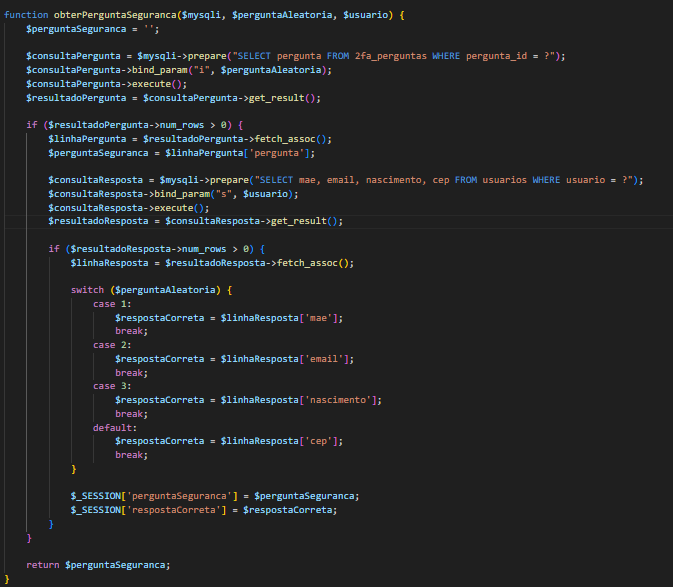 function obterPerguntaSeguranca($mysqli, $perguntaAleatoria, $usuario) {
    $perguntaSeguranca = '';

    $consultaPergunta = $mysqli->prepare("SELECT pergunta FROM 2fa_perguntas WHERE pergunta_id = ?");
    $consultaPergunta->bind_param("i", $perguntaAleatoria);
    $consultaPergunta->execute();
    $resultadoPergunta = $consultaPergunta->get_result();

    if ($resultadoPergunta->num_rows > 0) {
        $linhaPergunta = $resultadoPergunta->fetch_assoc();
        $perguntaSeguranca = $linhaPergunta['pergunta'];

        $consultaResposta = $mysqli->prepare("SELECT mae, email, nascimento, cep FROM usuarios WHERE usuario = ?");
        $consultaResposta->bind_param("s", $usuario);
        $consultaResposta->execute();
        $resultadoResposta = $consultaResposta->get_result();

        if ($resultadoResposta->num_rows > 0) {
            $linhaResposta = $resultadoResposta->fetch_assoc();

            switch ($perguntaAleatoria) {
                case 1:
                    $respostaCorreta = $linhaResposta['mae'];
                    break;
                case 2:
                    $respostaCorreta = $linhaResposta['email'];
                    break;
                case 3:
                    $respostaCorreta = $linhaResposta['nascimento'];
                    break;
                default:
                    $respostaCorreta = $linhaResposta['cep'];
                    break;
            }

            $_SESSION['perguntaSeguranca'] = $perguntaSeguranca;
            $_SESSION['respostaCorreta'] = $respostaCorreta;
        }
    }

    return $perguntaSeguranca;
}